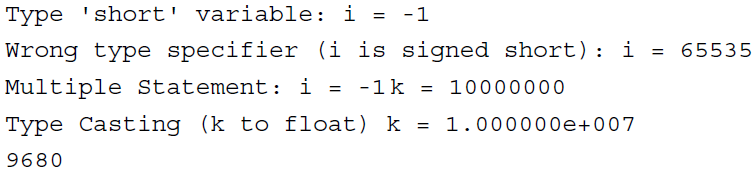 Type 'short' variable: i = -1
Wrong type specifier (i is signed short): i = 65535
Multiple Statement: i = -1k = 10000000
Type Casting (k to float) k = 1.000000e+007
9680